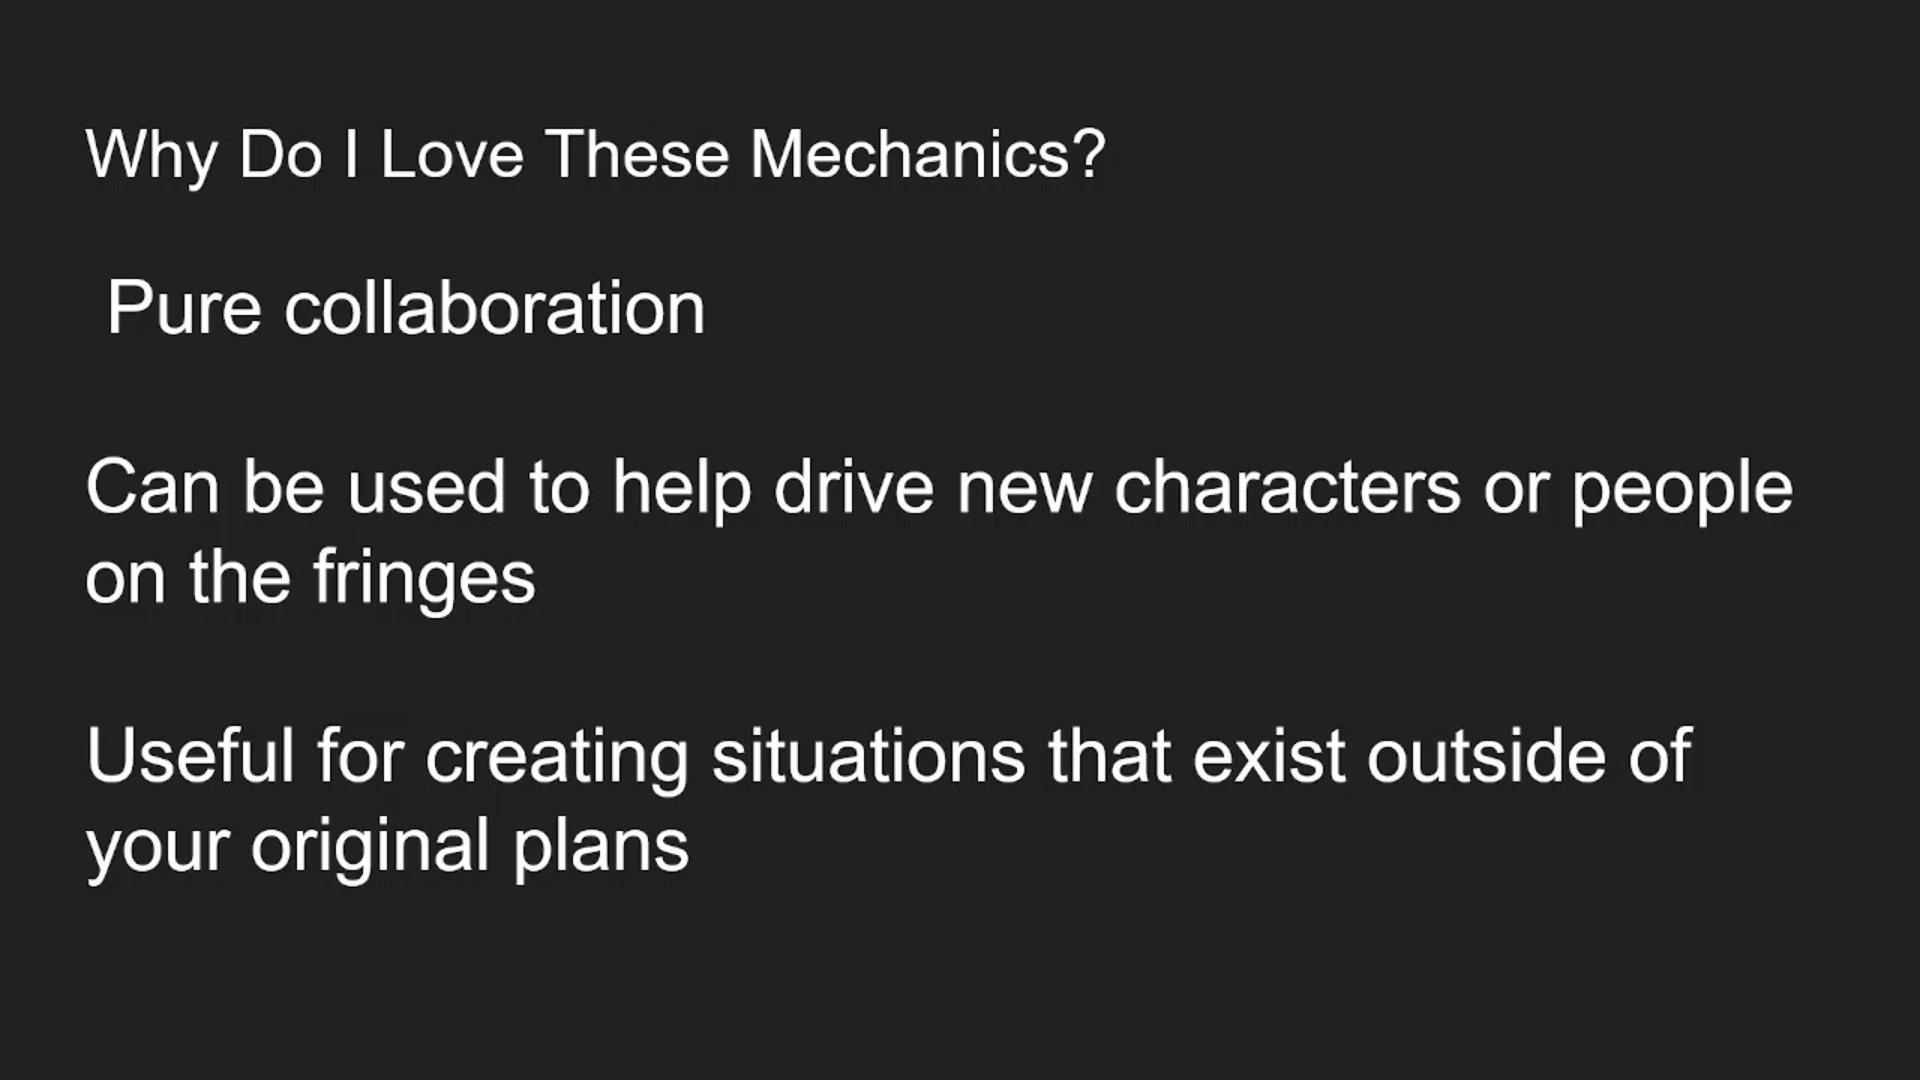 Why Do I Love These Mechanics?
Pure collaboration
Can be used to help drive new characters or people
on the fringes
Useful for creating situations that exist outside of
your original plans